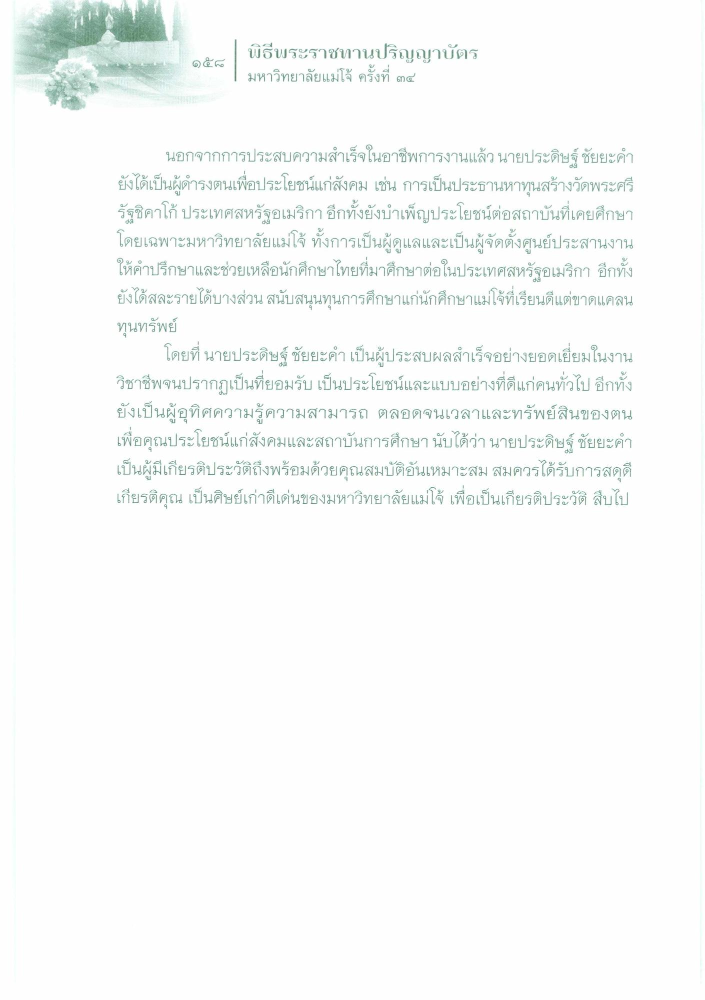 ๑๕๘
พิธีพระราชทานปริญญาบัตร
มหาวิทยาลัยแม่โจ้ ครั้งที่ ๓๔
นอกจากการประสบความสำเร็จในอาชีพการงานแล้ว นายประดิษฐ์ ชัยยะคำ
ยังได้เป็นผู้ดำรงตนเพื่อประโยชน์แก่สังคม เช่น การเป็นประธานหาทุนสร้างวัดพระศรี
รัฐชิคาโก้ ประเทศสหรัฐอเมริกา อีกทั้งยังบำเพ็ญประโยชน์ต่อสถาบันที่เคยศึกษา
โดยเฉพาะมหาวิทยาลัยแม่โจ้ ทั้งการเป็นผู้ดูแลและเป็นผู้จัดตั้งศูนย์ประสานงาน
ให้คำปรึกษาและช่วยเหลือนักศึกษาไทยที่มาศึกษาต่อในประเทศสหรัฐอเมริกา อีกทั้ง
ยังได้สละรายได้บางส่วน สนับสนุนทุนการศึกษาแก่นักศึกษาแม่โจ้ที่เรียนดีแต่ขาดแคลน
ทุนทรัพย์
โดยที่ นายประดิษฐ์ ชัยยะคำ เป็นผู้ประสบผลสำเร็จอย่างยอดเยี่ยมในงาน
วิชาชีพจนปรากฏเป็นที่ยอมรับ เป็นประโยชน์และแบบอย่างที่ดีแก่คนทั่วไป อีกทั้ง
ยังเป็นผู้อุทิศความรู้ความสามารถ ตลอดจนเวลาและทรัพย์สินของตน
เพื่อคุณประโยชน์แก่สังคมและสถาบันการศึกษา นับได้ว่า นายประดิษฐ์ ชัยยะคำ
เป็นผู้มีเกียรติประวัติถึงพร้อมด้วยคุณสมบัติอันเหมาะสม สมควรได้รับการสดุดี
เกียรติคุณ เป็นศิษย์เก่าดีเด่นของมหาวิทยาลัยแม่โจ้ เพื่อเป็นเกียรติประวัติ สืบไป